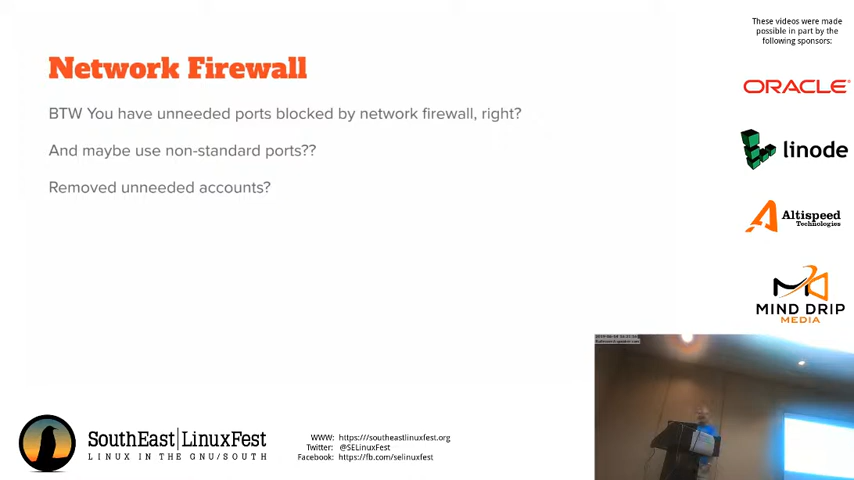 These videos were made
possible in part by the
following sponsors:
Network Firewall
BTW You have unneeded ports blocked by network firewall, right?
And maybe use non-standard ports??
Removed unneeded accounts?
ORACLE
linode
Altispeed
Technologies
MIND DRIP
MEDIA
SouthEast|LinuxFest
LINUX IN THE GNU/SOUTH
WWW: https:///southeastlinuxfest.org
Twitter: @SELinuxFest
Facebook: https://fb.com/selinuxfest